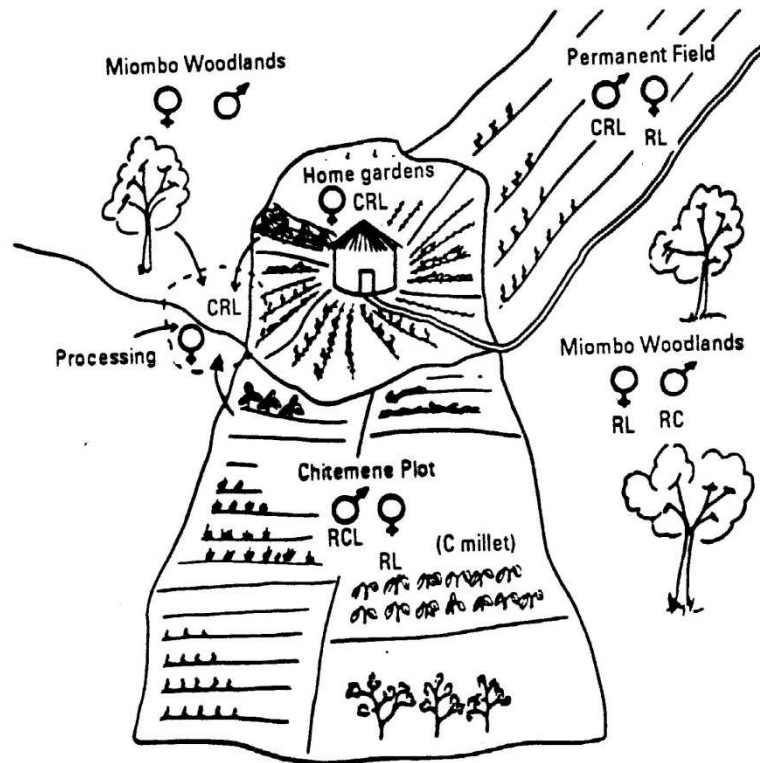 Miombo Woodlands
Permanent Field
CRL
RL
Home gardens
CRL
CRL
Processing
Miombo Woodlands
RL RC
Chitemene Plot
RCL
RL
(C millet)